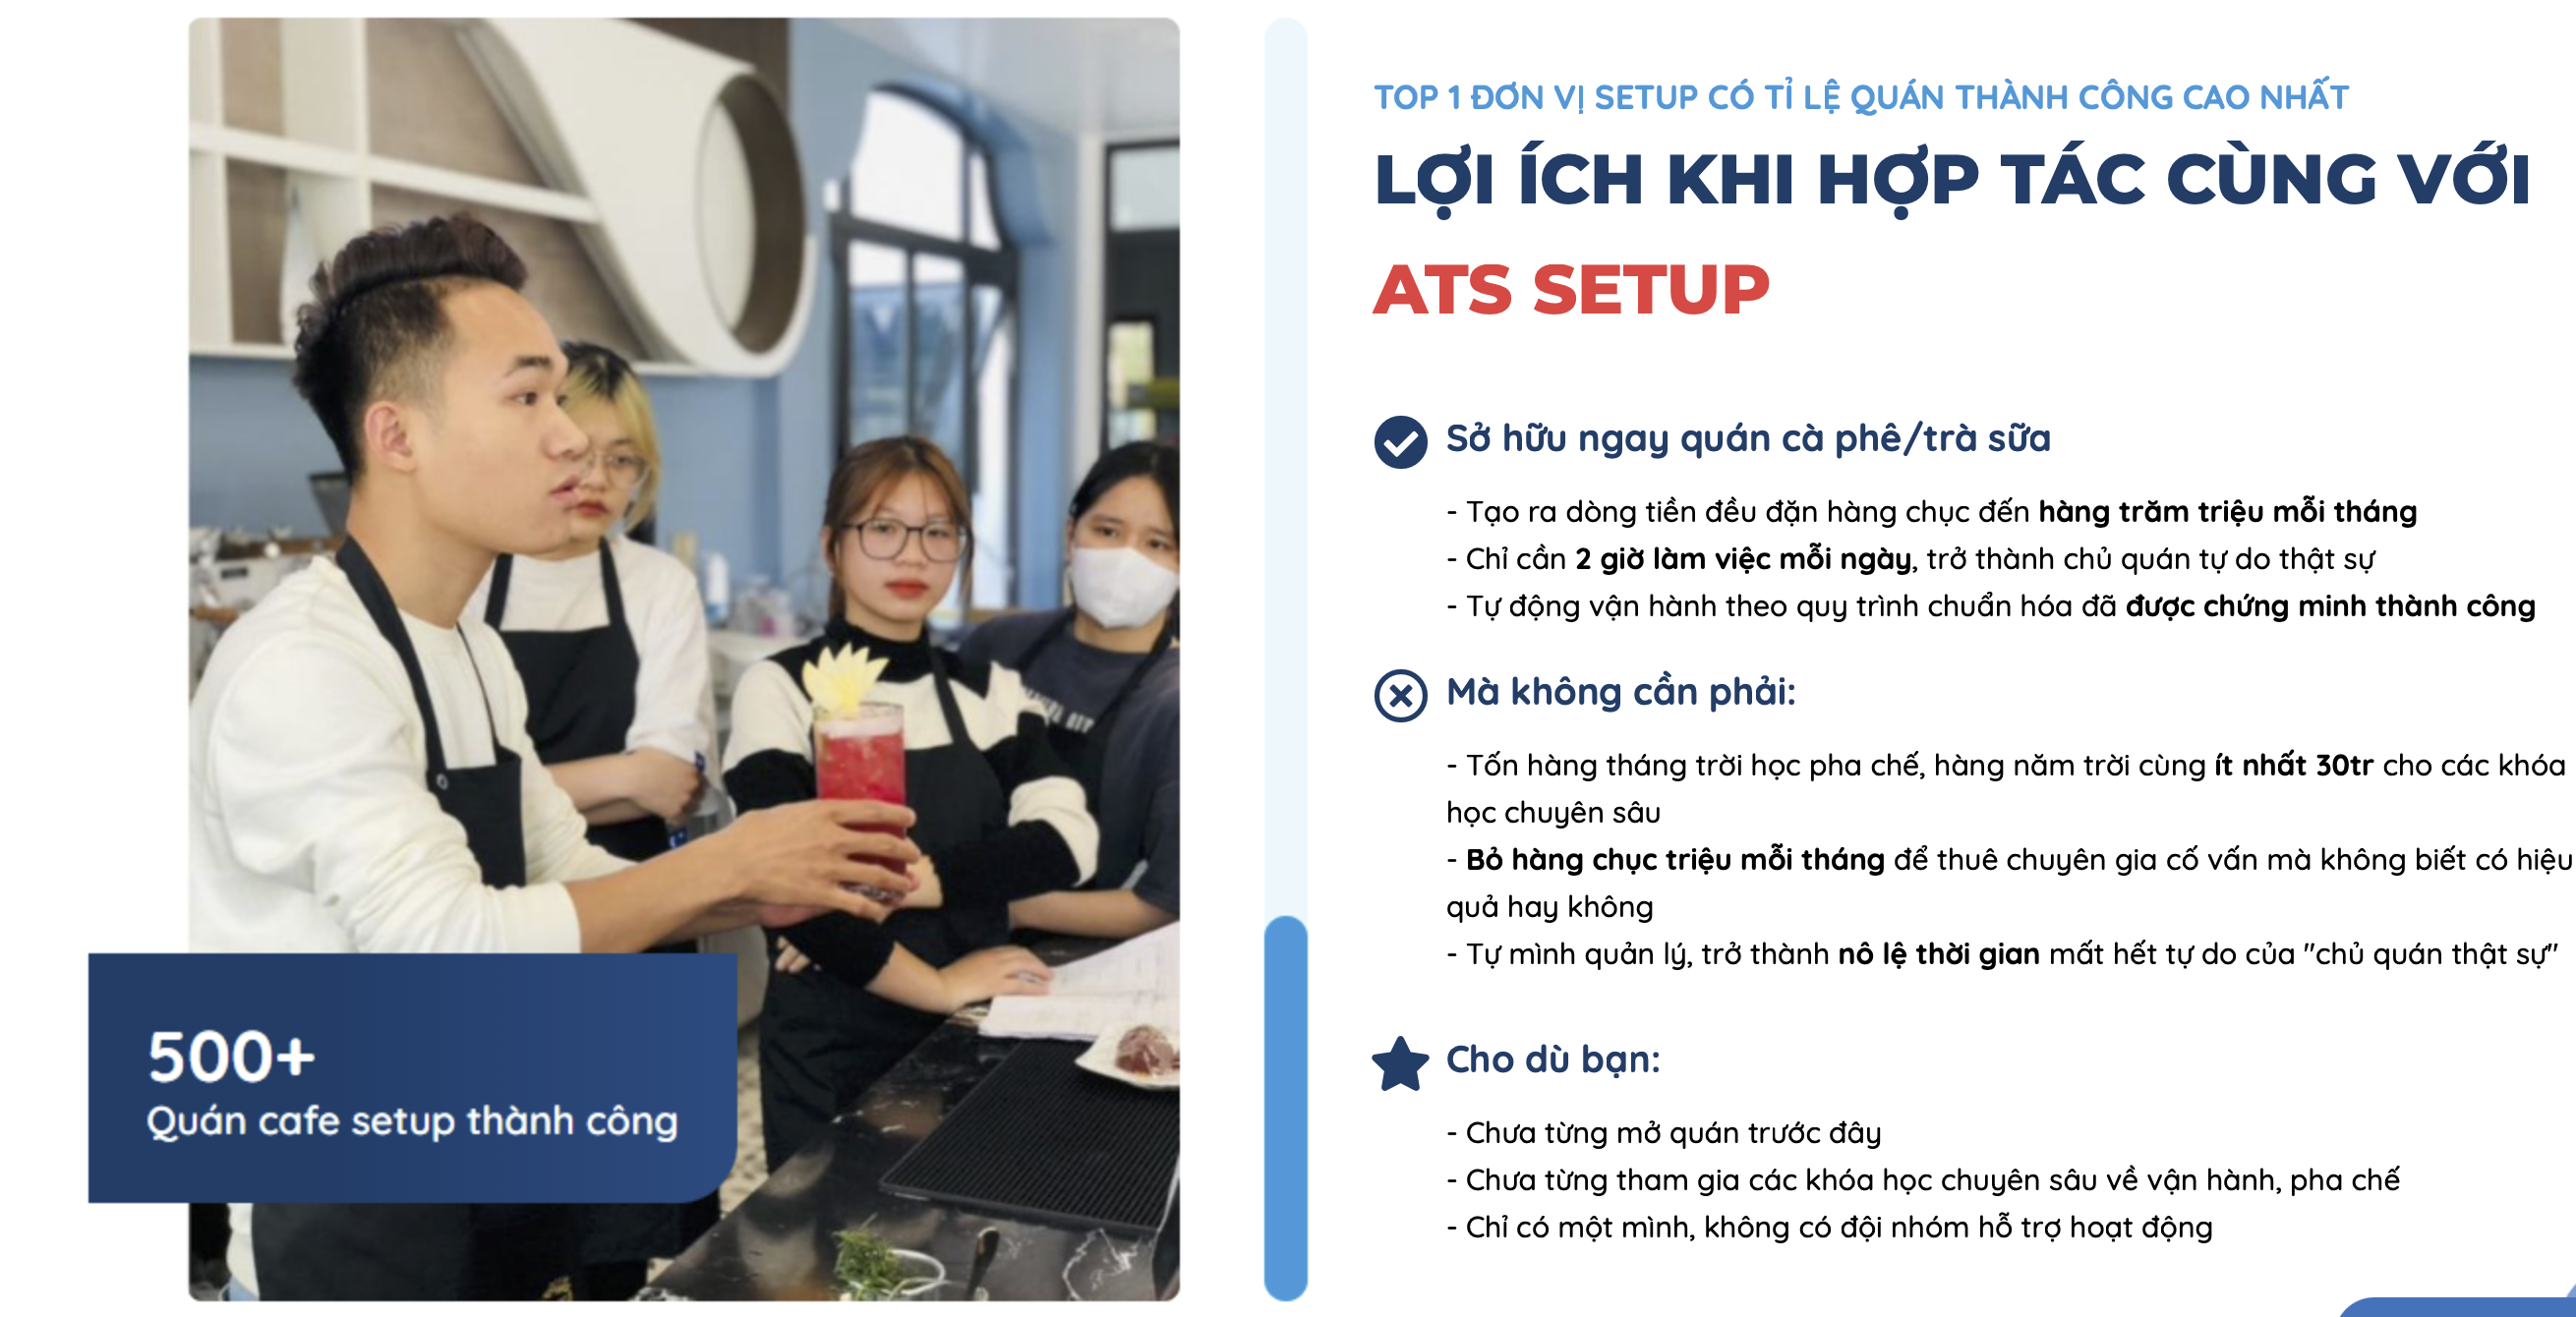 TOP 1 ĐƠN VỊ SETUP CÓ TỈ LỆ QUÁN THÀNH CÔNG CAO NHẤT
LỢI ÍCH KHI HỢP TÁC CÙNG VỚI
ATS SETUP
Sở hữu ngay quán cà phê/trà sữa
- Tạo ra dòng tiền đều đặn hàng chục đến hàng trăm triệu mỗi tháng
- Chỉ cần 2 giờ làm việc mỗi ngày, trở thành chủ quán tự do thật sự
- Tự động vận hành theo quy trình chuẩn hóa đã được chứng minh thành công
Mà không cần phải:
- Tốn hàng tháng trời học pha chế, hàng năm trời cùng ít nhất 30tr cho các khóa
học chuyên sâu
- Bỏ hàng chục triệu mỗi tháng để thuê chuyên gia cố vấn mà không biết có hiệu
quả hay không
- Tự mình quản lý, trở thành nô lệ thời gian mất hết tự do của "chủ quán thật sự"
Cho dù bạn:
- Chưa từng mở quán trước đây
- Chưa từng tham gia các khóa học chuyên sâu về vận hành, pha chế
- Chỉ có một mình, không có đội nhóm hỗ trợ hoạt động
500+
Quán cafe setup thành công